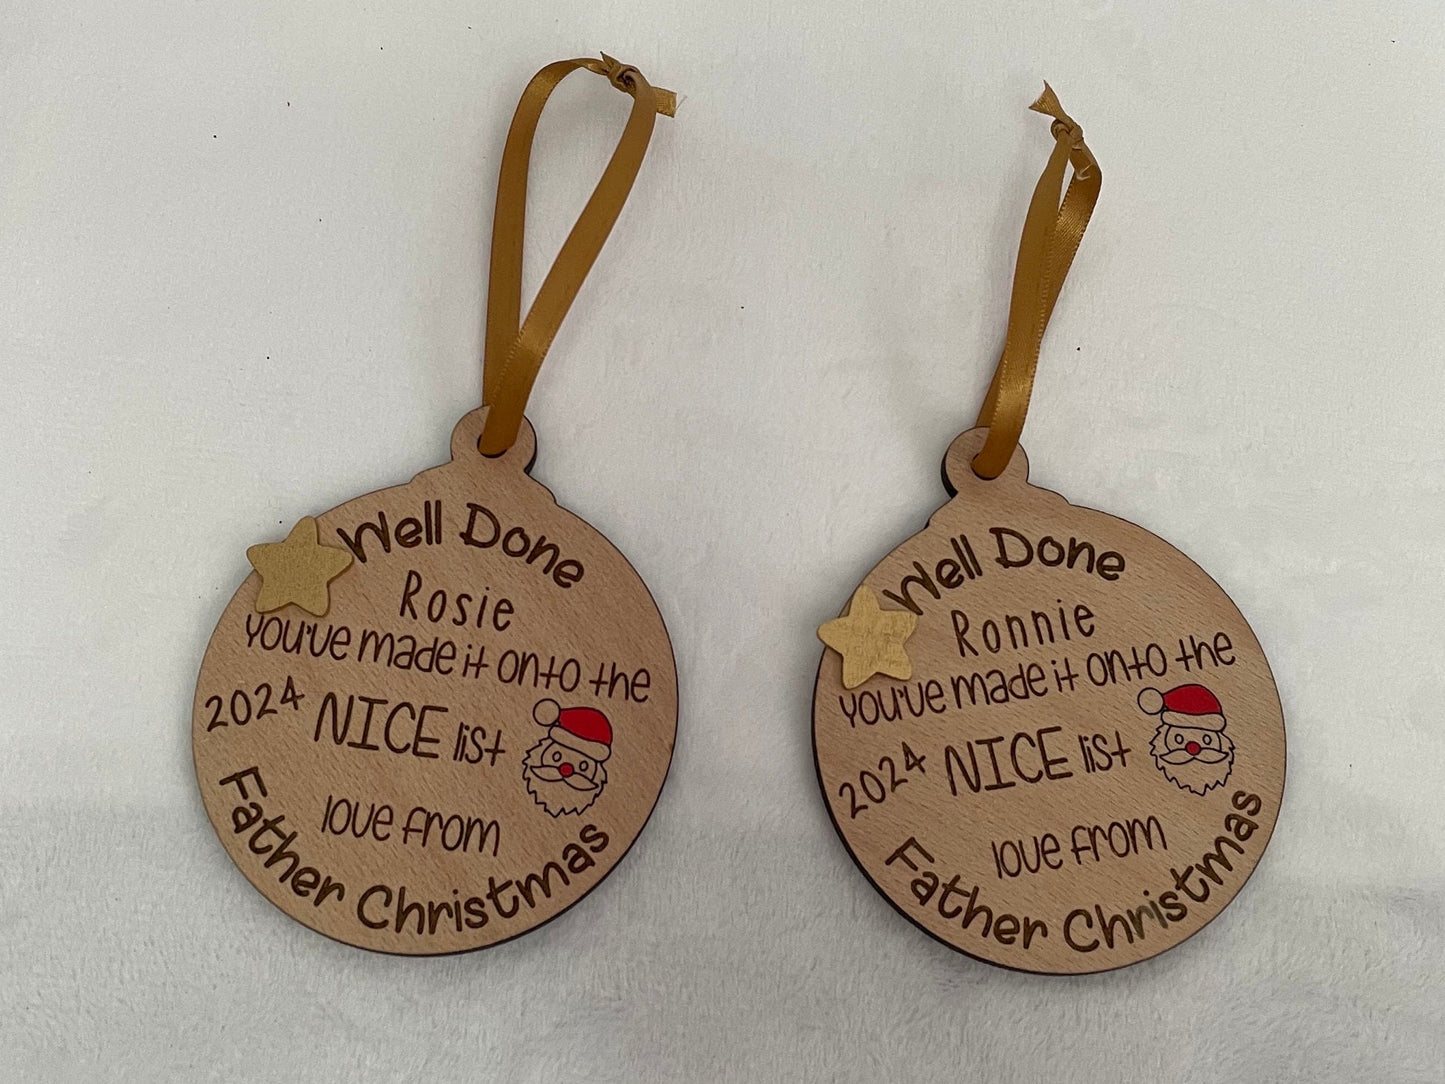 Well Done
Rosie
You've made it onto the
2024 NICE list
love from
Father Christmas
Well Done
Ronnie
You've made it onto the
2024 NICE list
love from
Father Christmas